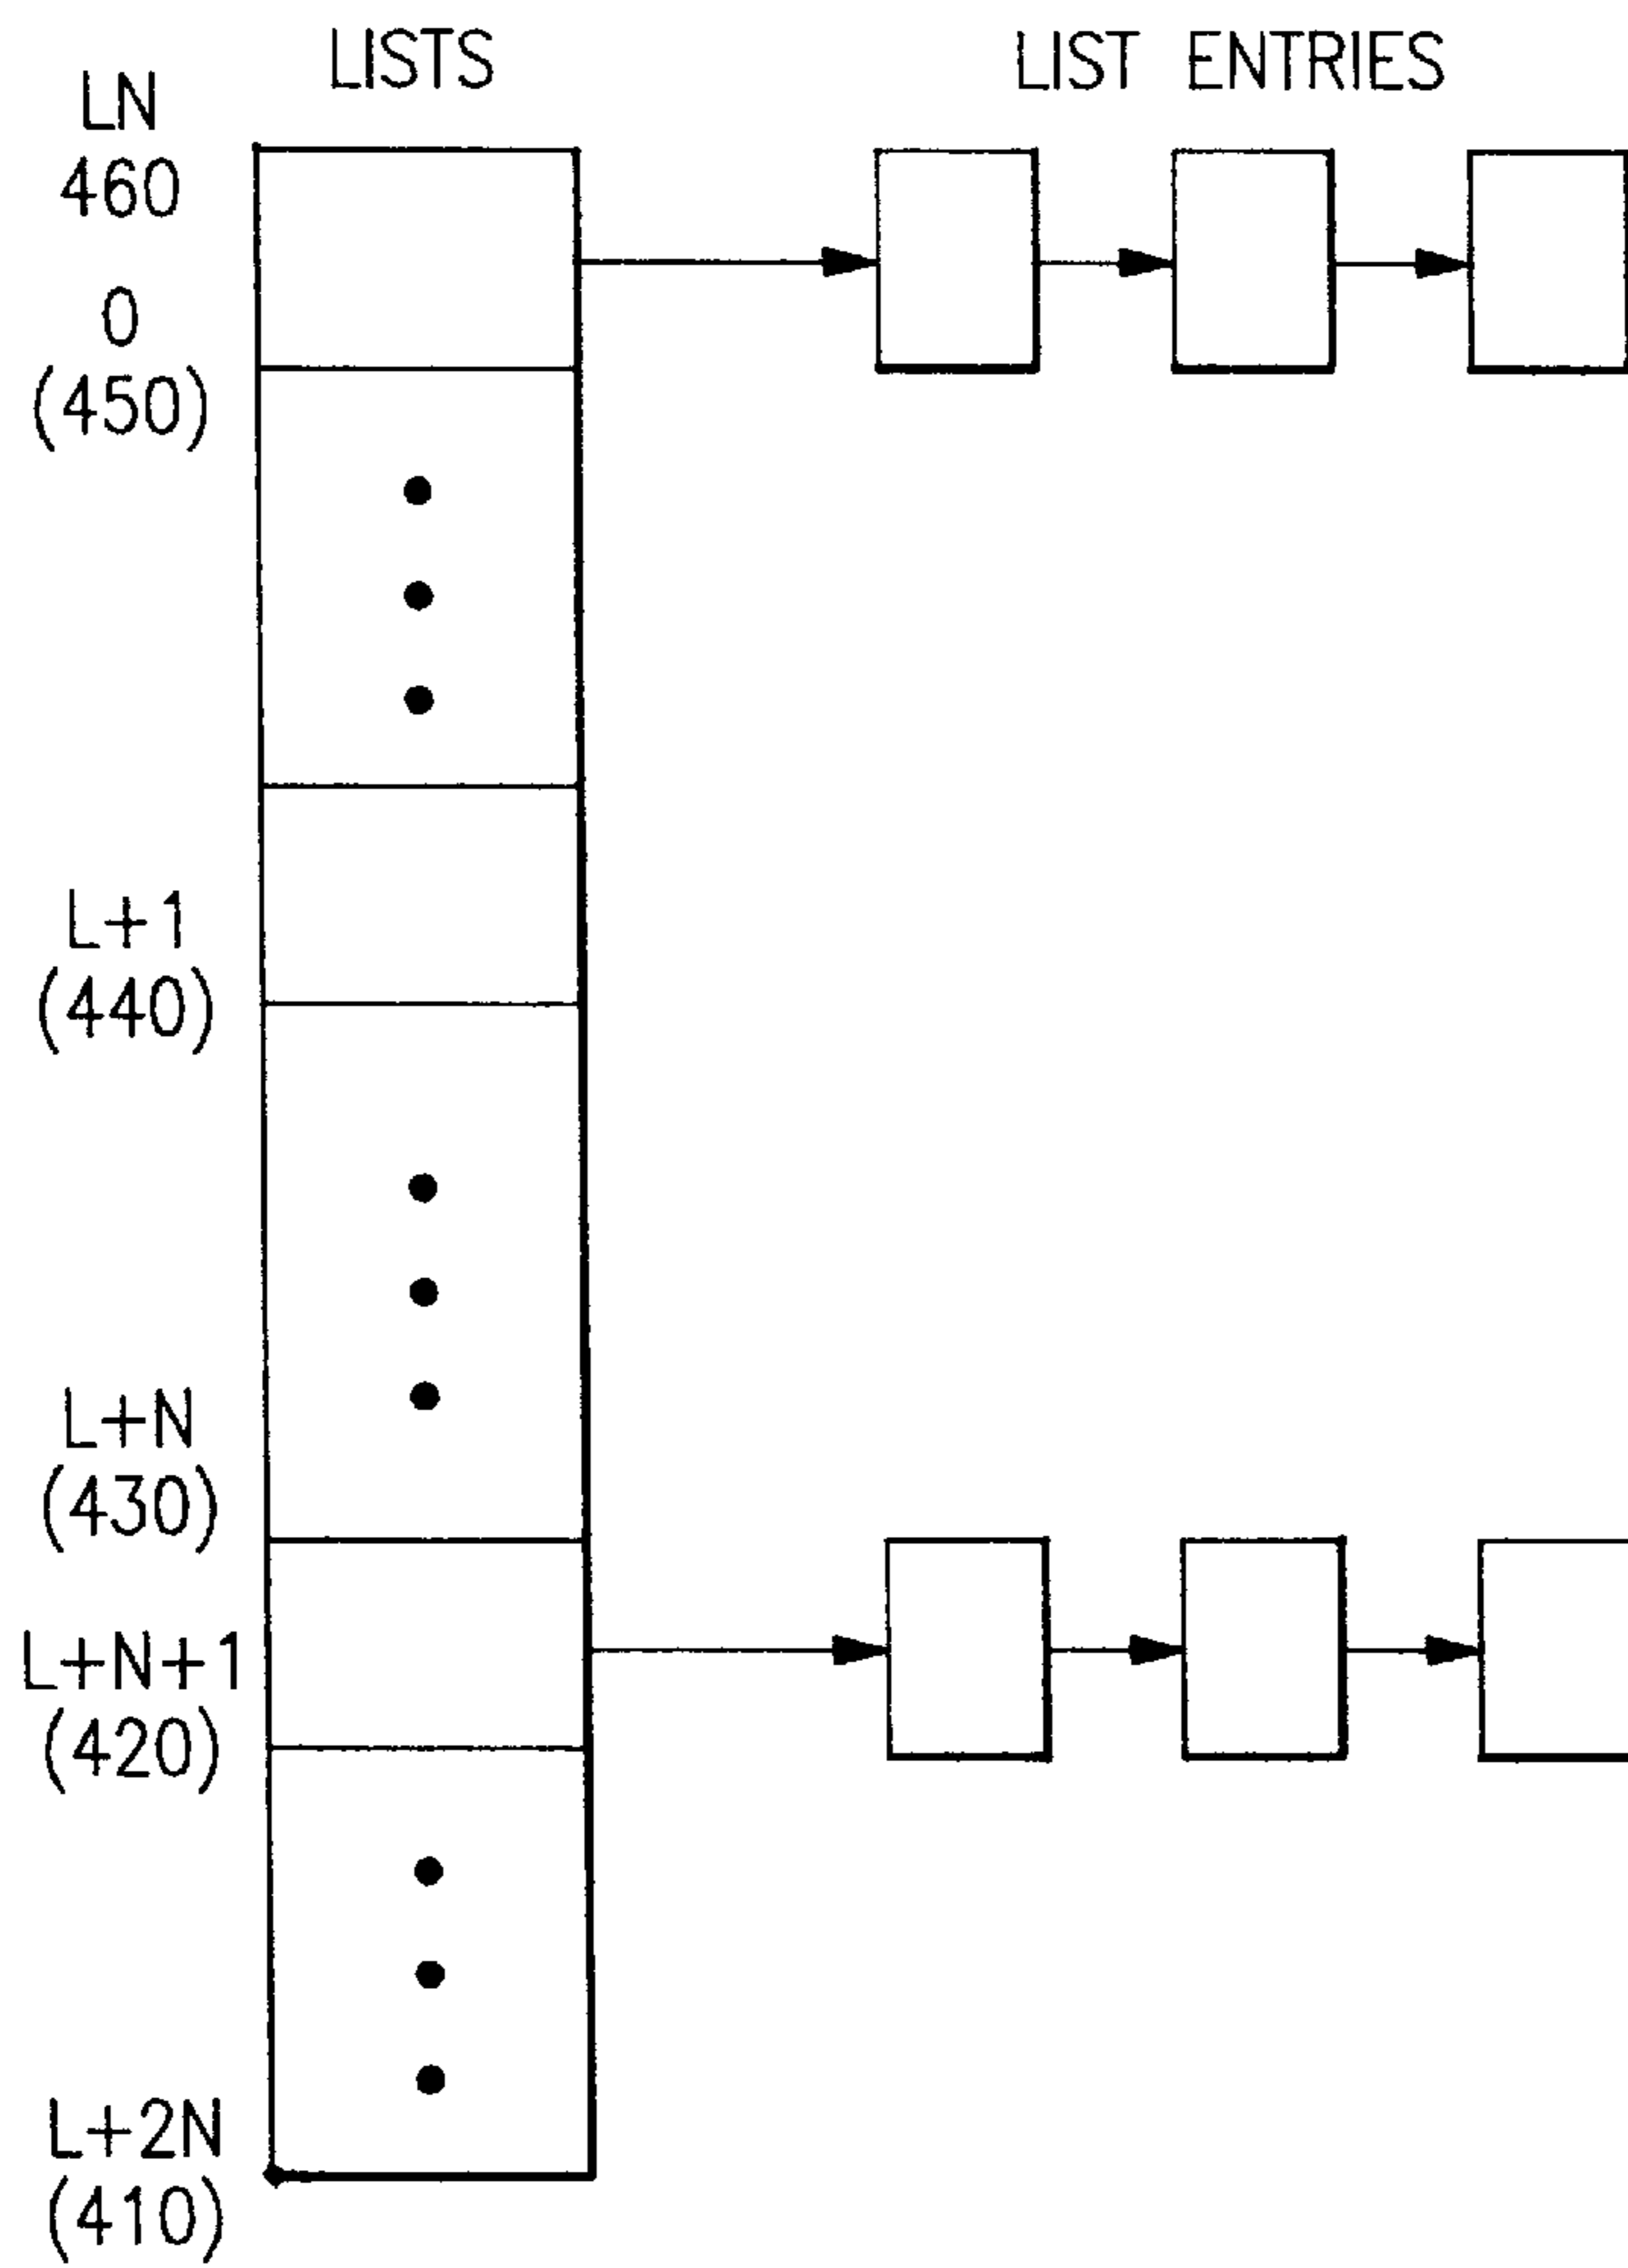 LISTS
LIST ENTRIES
LN
460
0
(450)
L+1
(440)
L+N
(430)
L+N+1
(420)
L+2N
(410)